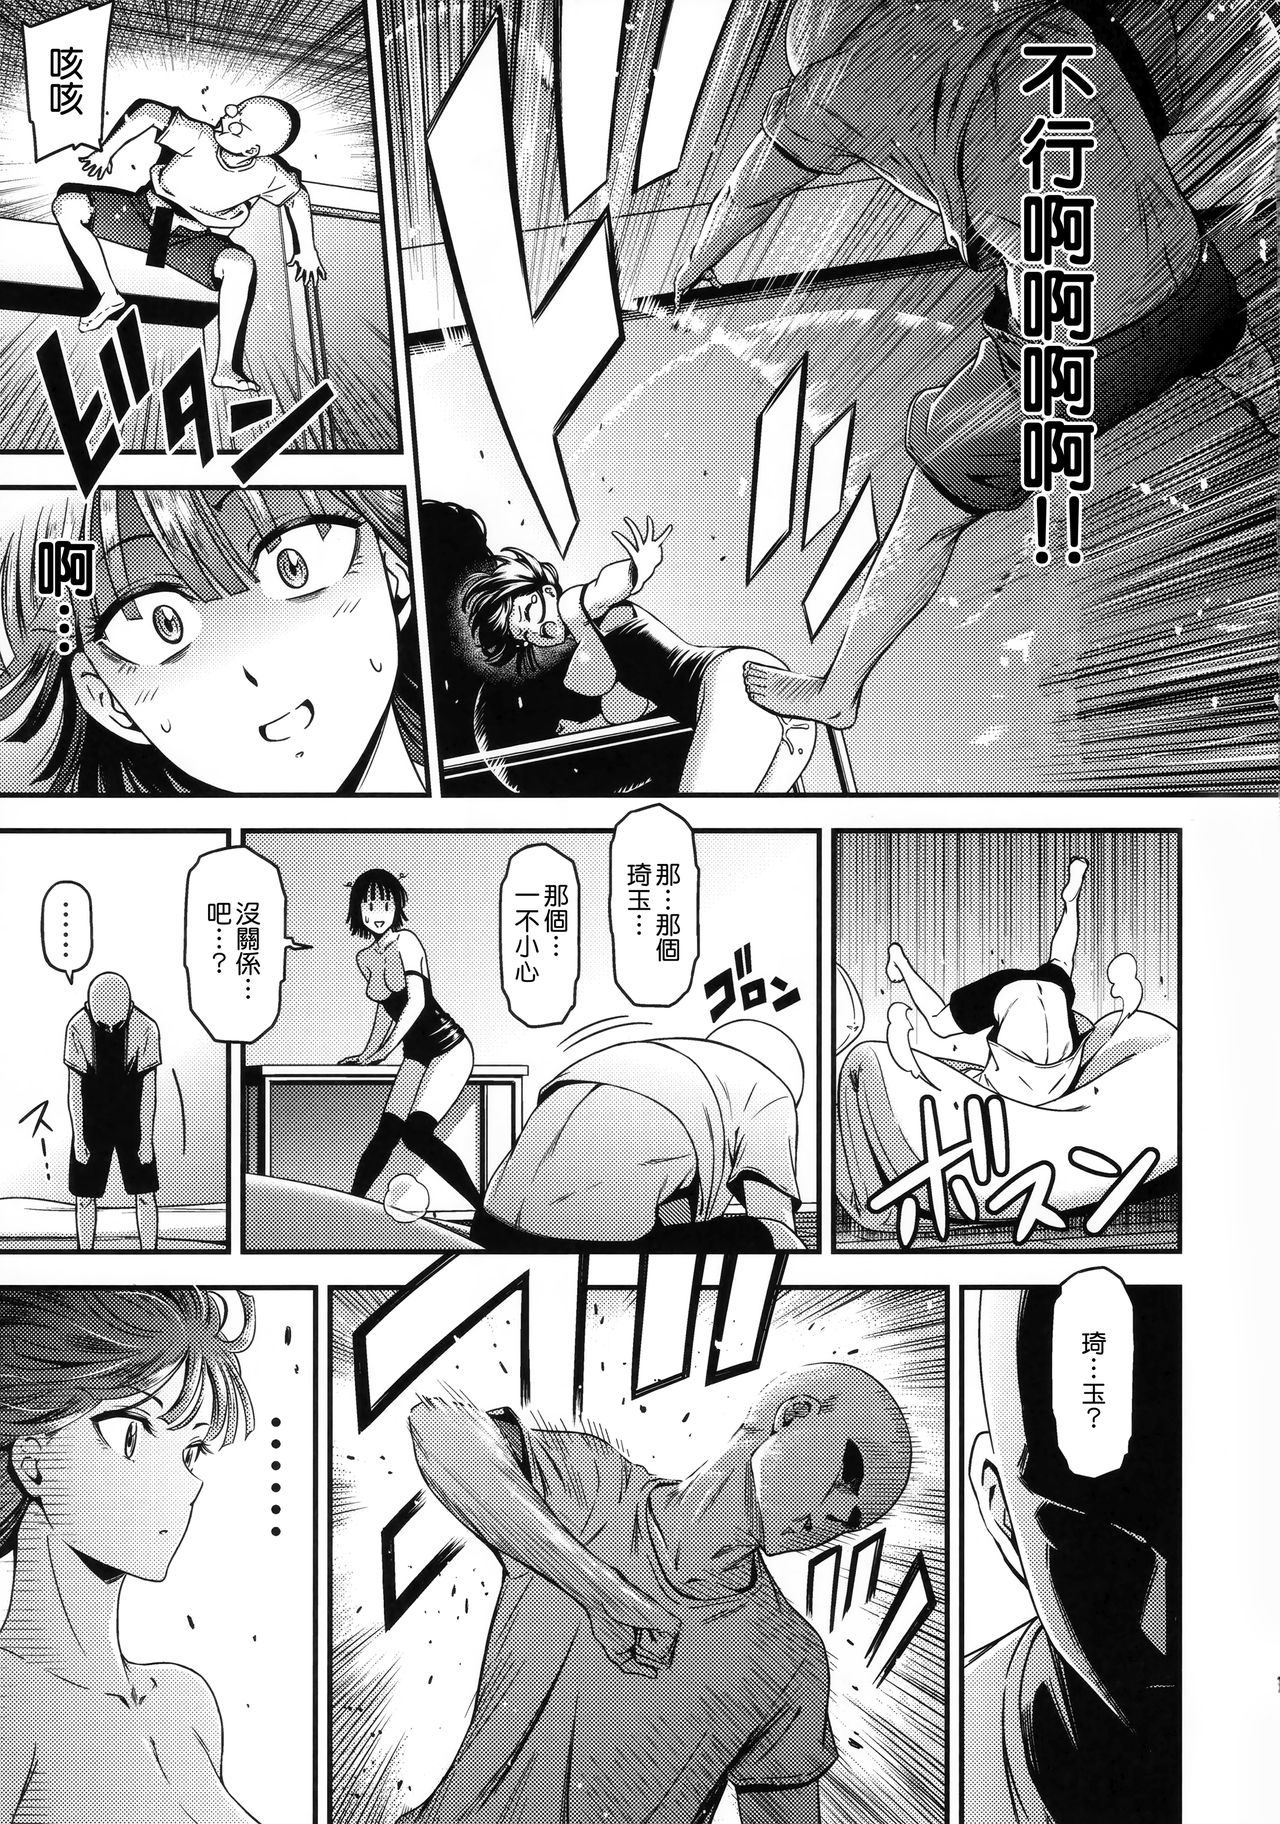 不行啊啊啊啊啊!!
咳咳
ビタン
啊…
ボスン
ゴロン
那…那個
琦玉…
那個…
一不小心
沒關係…
吧…?
……
スー…
琦…玉?
……